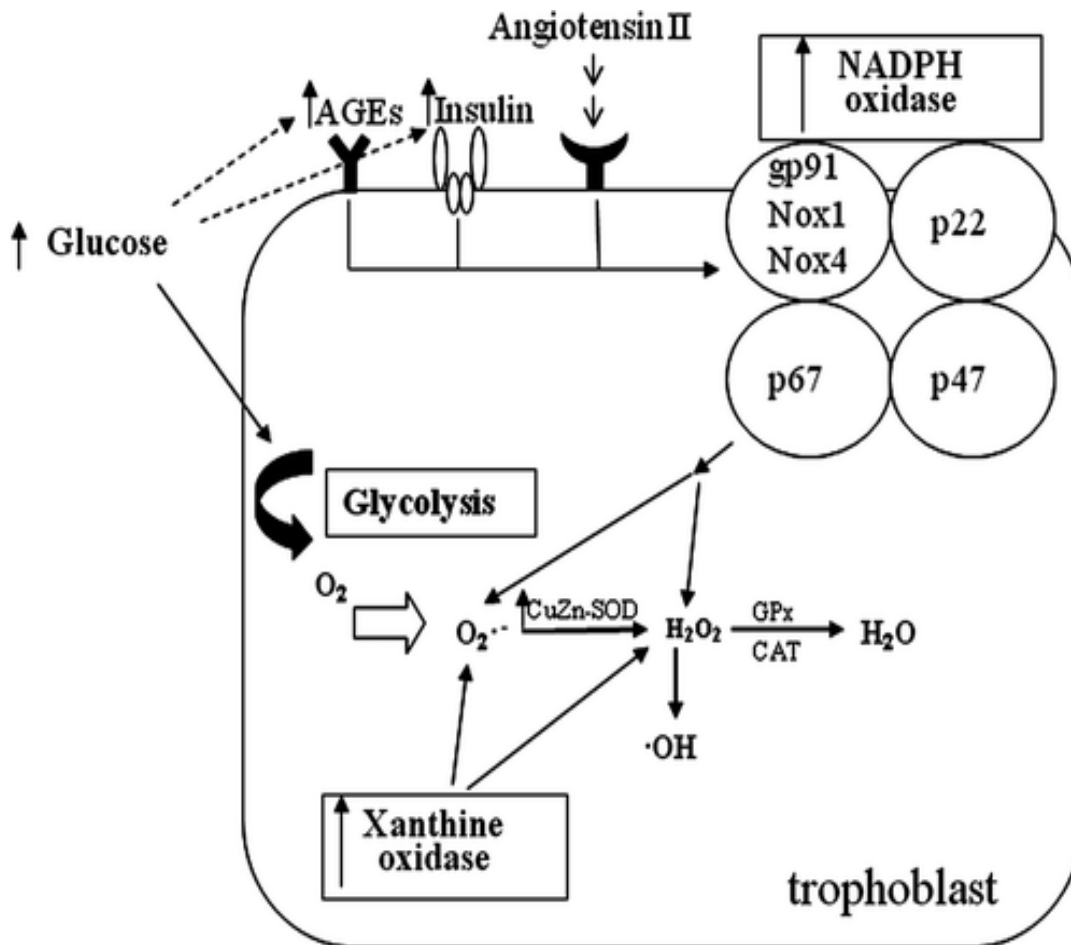 Angiotensin II
NADPH
oxidase
AGEs
Insulin
gp91
Nox1
Nox4
p22
Glucose
p67
p47
Glycolysis
O₂
O₂·⁻
CuZn-SOD
H₂O₂
GPx
CAT
H₂O
·OH
Xanthine
oxidase
trophoblast